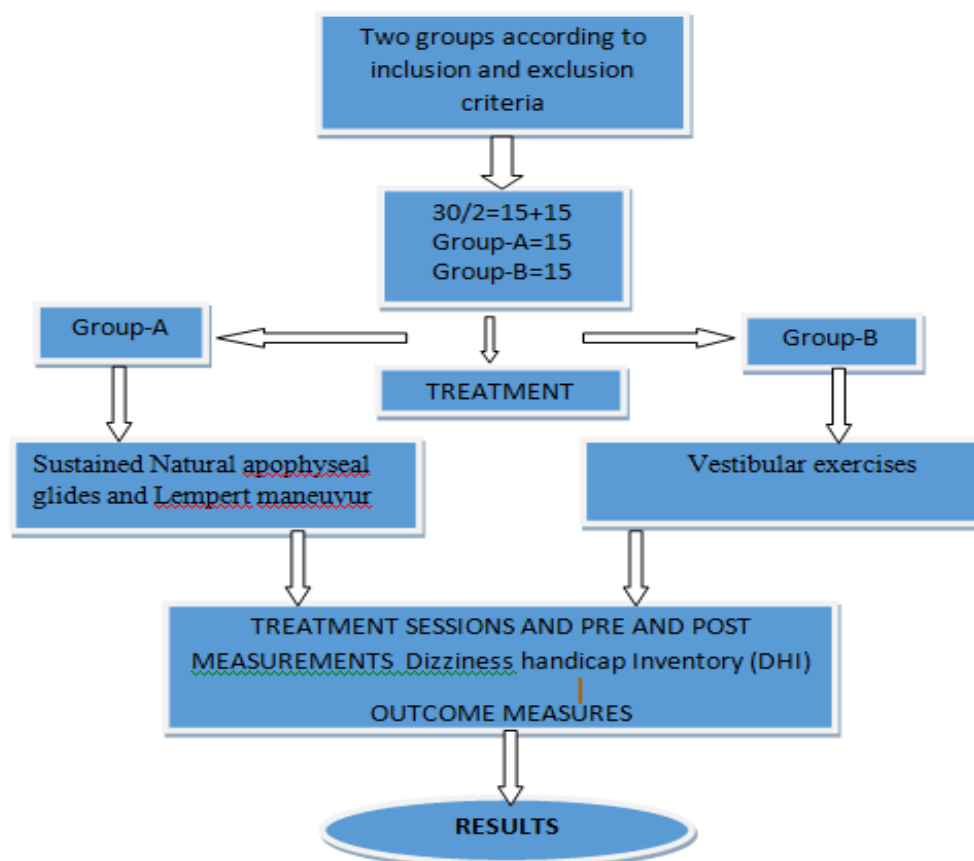 Two groups according to
inclusion and exclusion
criteria
30/2=15+15
Group-A=15
Group-B=15
Group-A
Group-B
TREATMENT
Sustained Natural apophyseal
glides and Lempert maneuvur
Vestibular exercises
TREATMENT SESSIONS AND PRE AND POST
MEASUREMENTS Dizziness handicap Inventory (DHI)
OUTCOME MEASURES
RESULTS